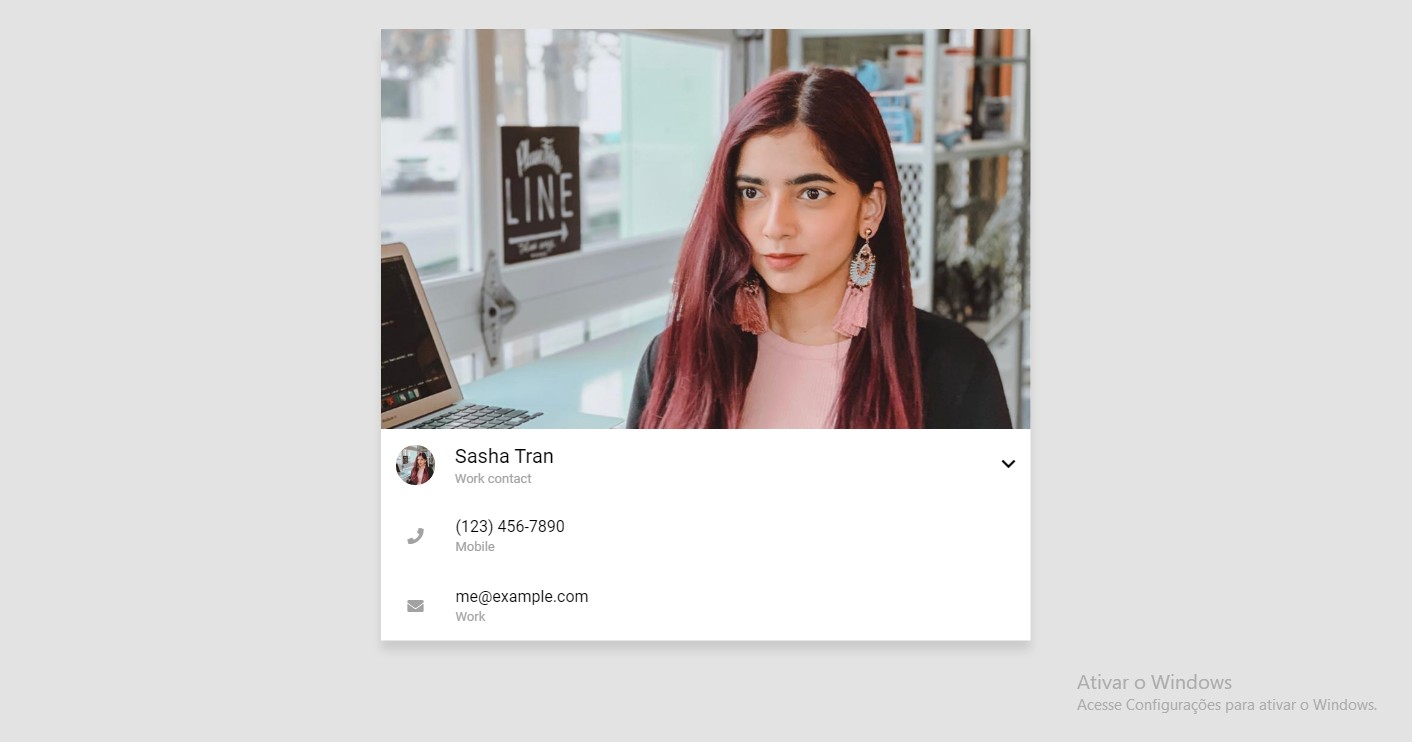 LINE
Sasha Tran
Work contact
(123) 456-7890
Mobile
me@example.com
Work
Ativar o Windows
Acesse Configurações para ativar o Windows.